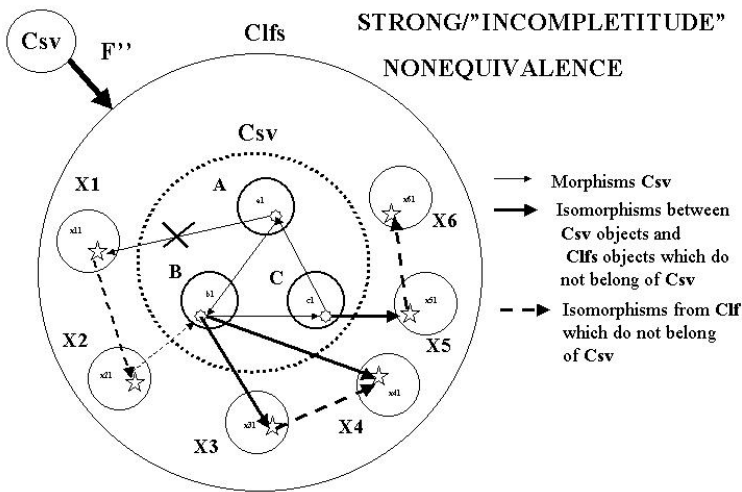 STRONG/"INCOMPLETITUDE"
NONEQUIVALENCE
Csv
F’’
Clfs
Csv
X1
A
a1
x11
x61
X6
B
C
b1
c1
x51
X5
X2
x21
x41
X4
x31
X3
Morphisms Csv
Isomorphisms between
Csv objects and
Clfs objects which do
not belong of Csv
Isomorphisms from Clf
which do not belong
of Csv